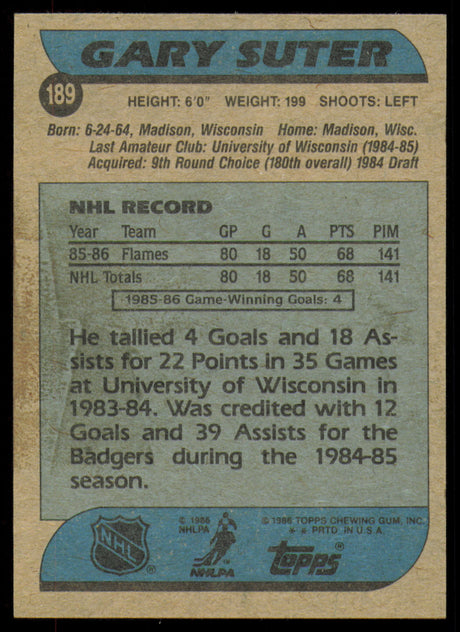 GARY SUTER
189
HEIGHT: 6'0" WEIGHT: 199 SHOOTS: LEFT
Born: 6-24-64, Madison, Wisconsin Home: Madison, Wisc.
Last Amateur Club: University of Wisconsin (1984-85)
Acquired: 9th Round Choice (180th overall) 1984 Draft
NHL RECORD
Year Team GP G A PTS PIM
85-86 Flames 80 18 50 68 141
NHL Totals 80 18 50 68 141
1985-86 Game-Winning Goals: 4
He tallied 4 Goals and 18 As-
sists for 22 Points in 35 Games
at University of Wisconsin in
1983-84. Was credited with 12
Goals and 39 Assists for the
Badgers during the 1984-85
season.
© 1986 © 1986 TOPPS CHEWING GUM, INC.
NHLPA ★ ★ PRTD. IN U.S.A.
NHL
NHLPA
topps®